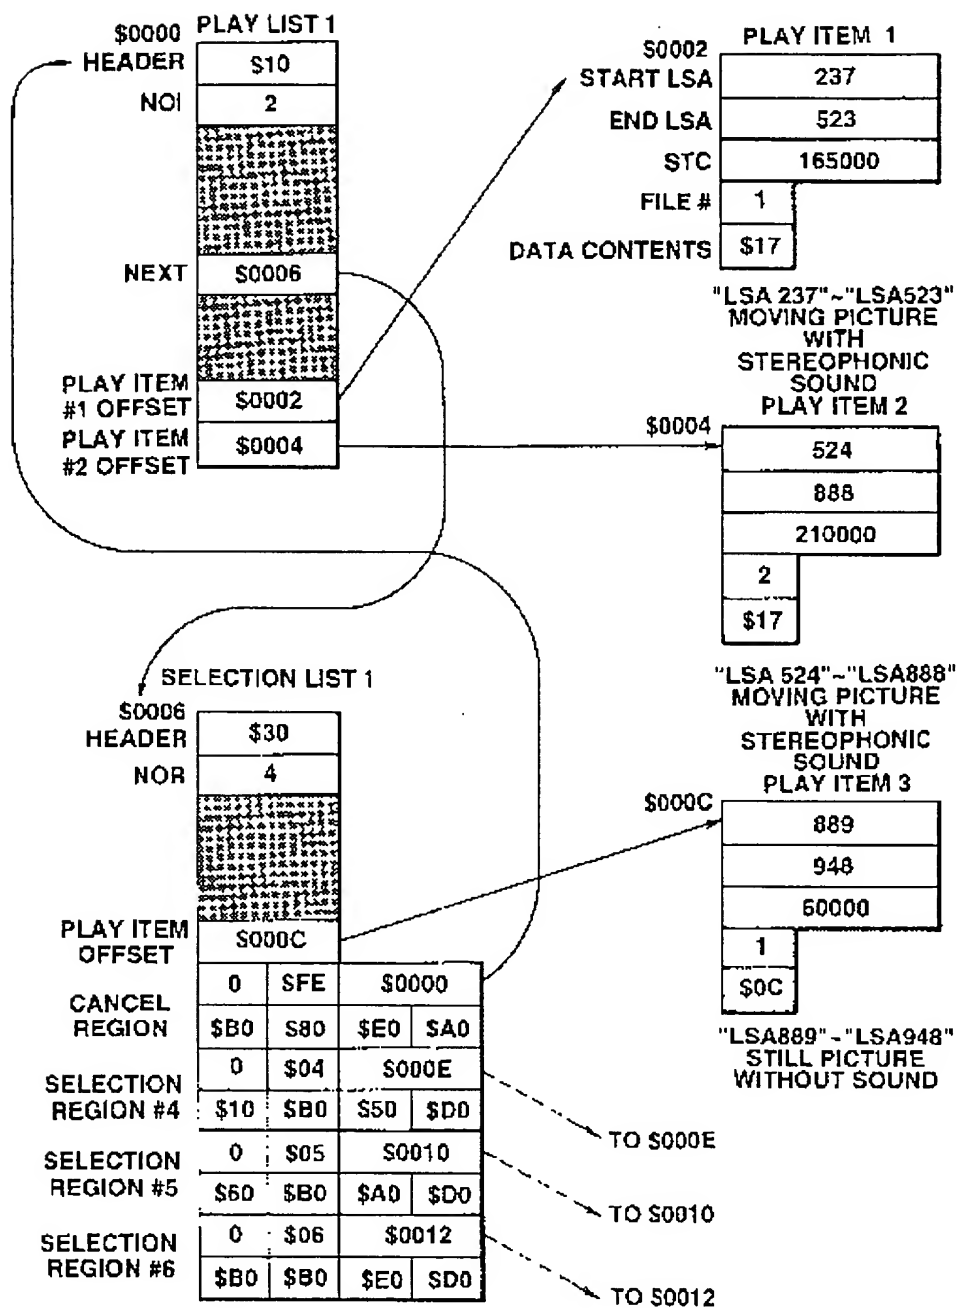 PLAY LIST 1
$0000
HEADER
$10
NOI
2
NEXT
$0006
PLAY ITEM
#1 OFFSET
$0002
PLAY ITEM
#2 OFFSET
$0004
PLAY ITEM 1
$0002
START LSA
237
END LSA
523
STC
165000
FILE #
1
DATA CONTENTS
$17
"LSA 237"~"LSA523"
MOVING PICTURE
WITH
STEREOPHONIC
SOUND
PLAY ITEM 2
$0004
524
888
210000
2
$17
"LSA 524"~"LSA888"
MOVING PICTURE
WITH
STEREOPHONIC
SOUND
PLAY ITEM 3
$000C
889
948
60000
1
$0C
"LSA889"~"LSA948"
STILL PICTURE
WITHOUT SOUND
SELECTION LIST 1
$0006
HEADER
$30
NOR
4
PLAY ITEM
OFFSET
$000C
CANCEL
REGION
0 $FE $0000
$B0 $80 $E0 $A0
SELECTION
REGION #4
0 $04 $000E
$10 $B0 $50 $D0
TO $000E
SELECTION
REGION #5
0 $05 $0010
$60 $B0 $A0 $D0
TO $0010
SELECTION
REGION #6
0 $06 $0012
$B0 $B0 $E0 $D0
TO $0012